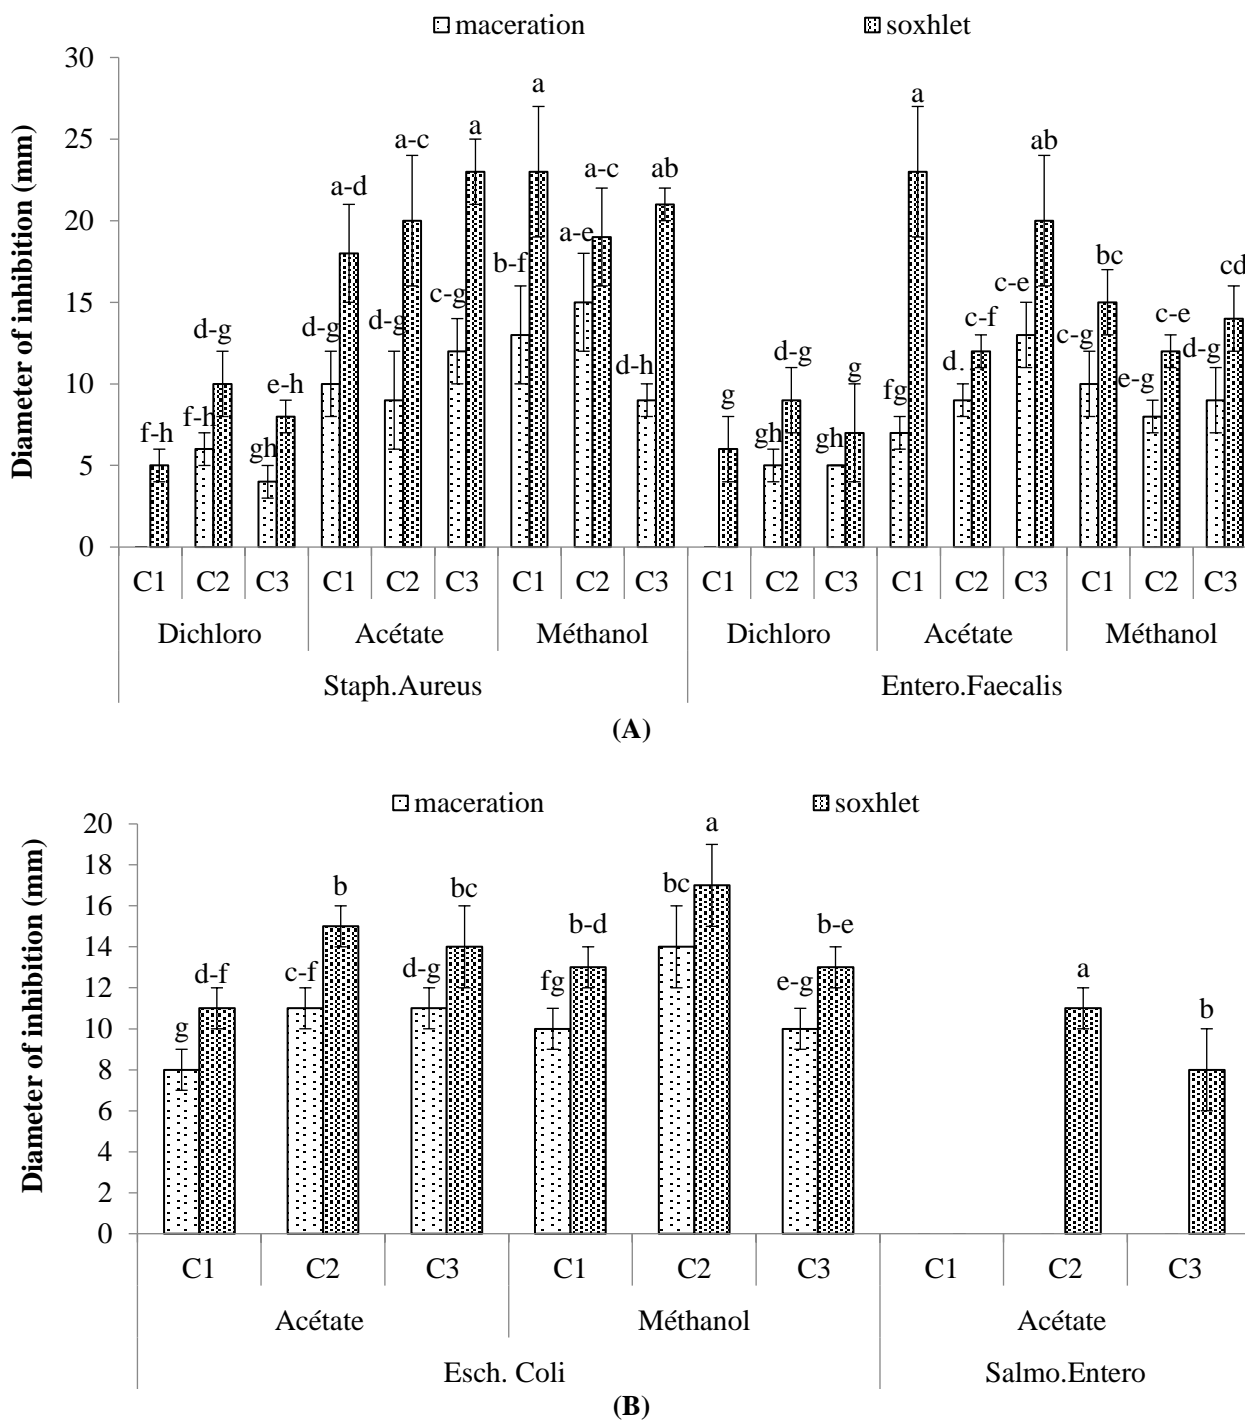 maceration soxhlet
Diameter of inhibition (mm)
30
25
20
15
10
5
0
f-h f-h d-g gh e-h d-g a-d d-g a-c c-g a b-f a a-e a-c d-h ab g gh d-g gh g fg a d. c-f c-e ab c-g bc e-g c-e d-g cd
C1 C2 C3 C1 C2 C3 C1 C2 C3 C1 C2 C3 C1 C2 C3 C1 C2 C3
Dichloro Acétate Méthanol Dichloro Acétate Méthanol
Staph.Aureus Entero.Faecalis
(A)
maceration soxhlet
Diameter of inhibition (mm)
20
18
16
14
12
10
8
6
4
2
0
g d-f c-f b d-g bc fg b-d bc a e-g b-e a b
C1 C2 C3 C1 C2 C3 C1 C2 C3
Acétate Méthanol Acétate
Esch. Coli Salmo.Entero
(B)